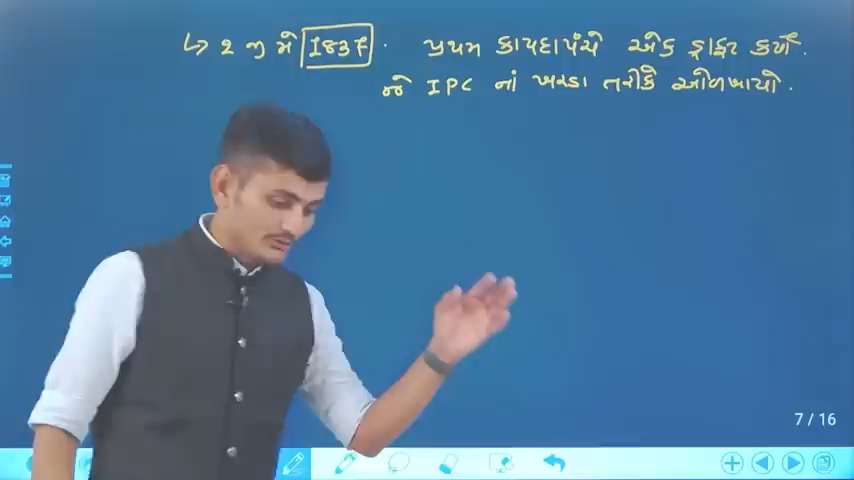 ↳ ૨ જી મે 1837. પ્રથમ કાયદાપંચે એક ડ્રાફ્ટ કર્યો.
જે IPC નાં ખરડા તરીકે ઓળખાયો.
7 / 16